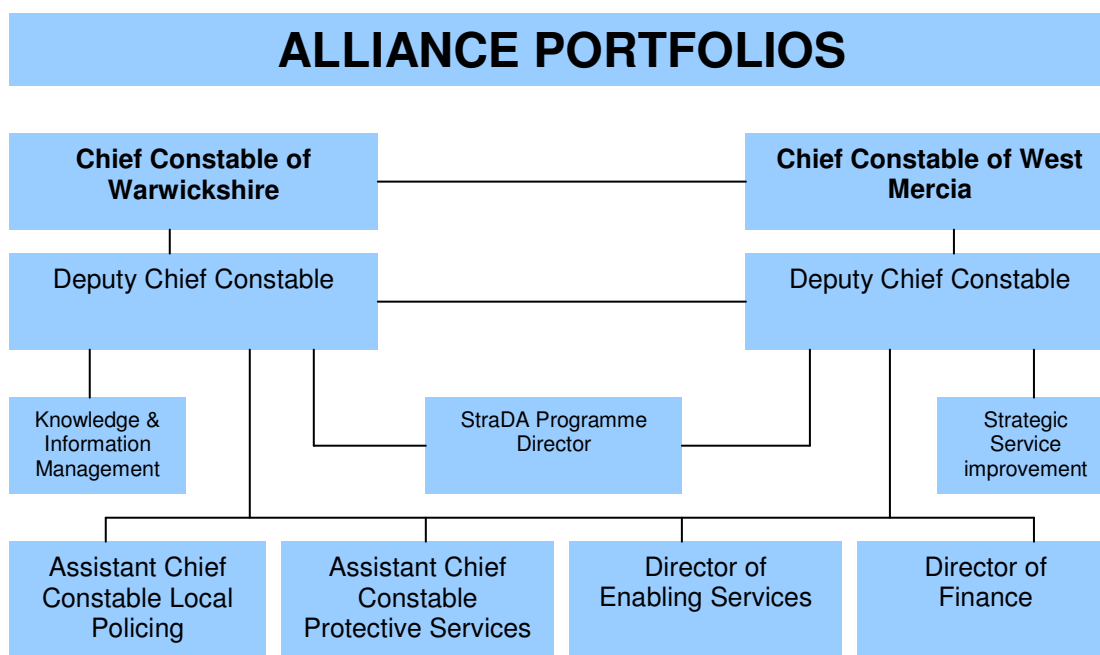 ALLIANCE PORTFOLIOS
Chief Constable of
Warwickshire
Chief Constable of West
Mercia
Deputy Chief Constable
Deputy Chief Constable
Knowledge &
Information
Management
StraDA Programme
Director
Strategic
Service
improvement
Assistant Chief
Constable Local
Policing
Assistant Chief
Constable
Protective Services
Director of
Enabling Services
Director of
Finance